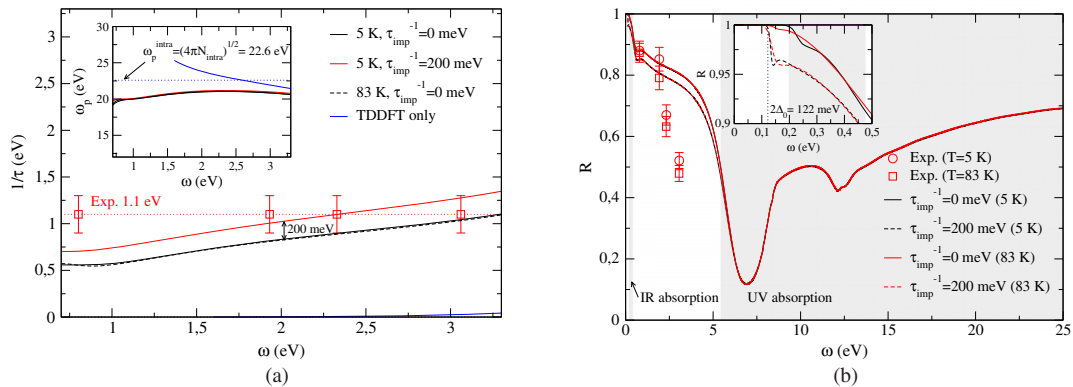 3
2,5
2
1,5
1
0,5
0
1/τ (eV)
30
25
20
15
ω_p (eV)
ω_p^intra=(4πN_intra)^1/2= 22.6 eV
1
1.5
2
2.5
3
ω (eV)
5 K, τ_imp^-1=0 meV
5 K, τ_imp^-1=200 meV
83 K, τ_imp^-1=0 meV
TDDFT only
Exp. 1.1 eV
200 meV
1
1.5
2
2.5
3
ω (eV)
(a)
1
0,8
0,6
0,4
0,2
0
R
1
0,95
0,9
R
2Δ_0= 122 meV
0
0,1
0,2
0,3
0,4
0,5
ω (eV)
Exp. (T=5 K)
Exp. (T=83 K)
τ_imp^-1=0 meV (5 K)
τ_imp^-1=200 meV (5 K)
τ_imp^-1=0 meV (83 K)
τ_imp^-1=200 meV (83 K)
IR absorption
UV absorption
0
5
10
15
20
25
ω (eV)
(b)